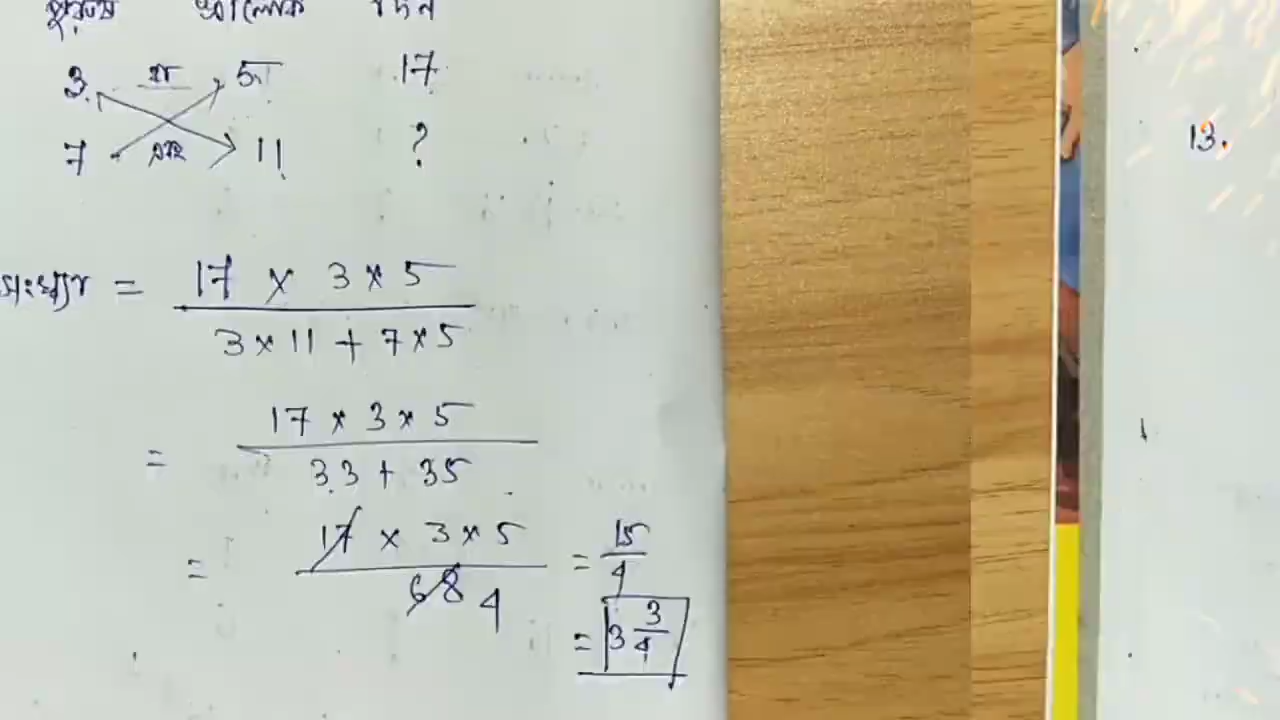 3 বা 5 17
7 এবং 11 ?
= 17 x 3 x 5
3 x 11 + 7 x 5
= 17 x 3 x 5
33 + 35
= 17 x 3 x 5
68 4
= 15
4
= 3 3
4
13.